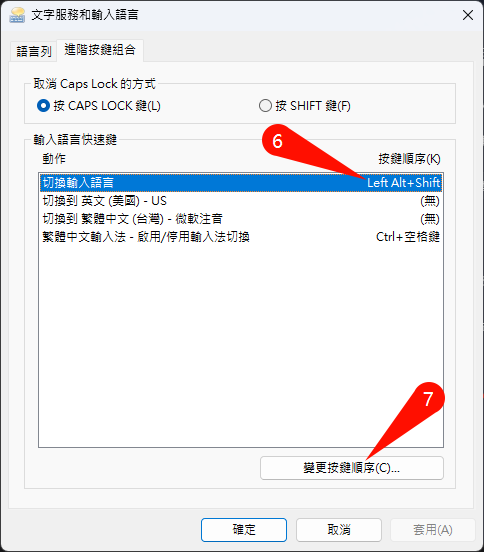 文字服務和輸入語言
語言列 進階按鍵組合
取消 Caps Lock 的方式
按 CAPS LOCK 鍵(L) 按 SHIFT 鍵(F)
輸入語言快速鍵
6
動作 按鍵順序(K)
切換輸入語言 Left Alt+Shift
切換到 英文 (美國) - US (無)
切換到 繁體中文 (台灣) - 微軟注音 (無)
繁體中文輸入法 - 啟用/停用輸入法切換 Ctrl+空格鍵
7
變更按鍵順序(C)...
確定 取消 套用(A)